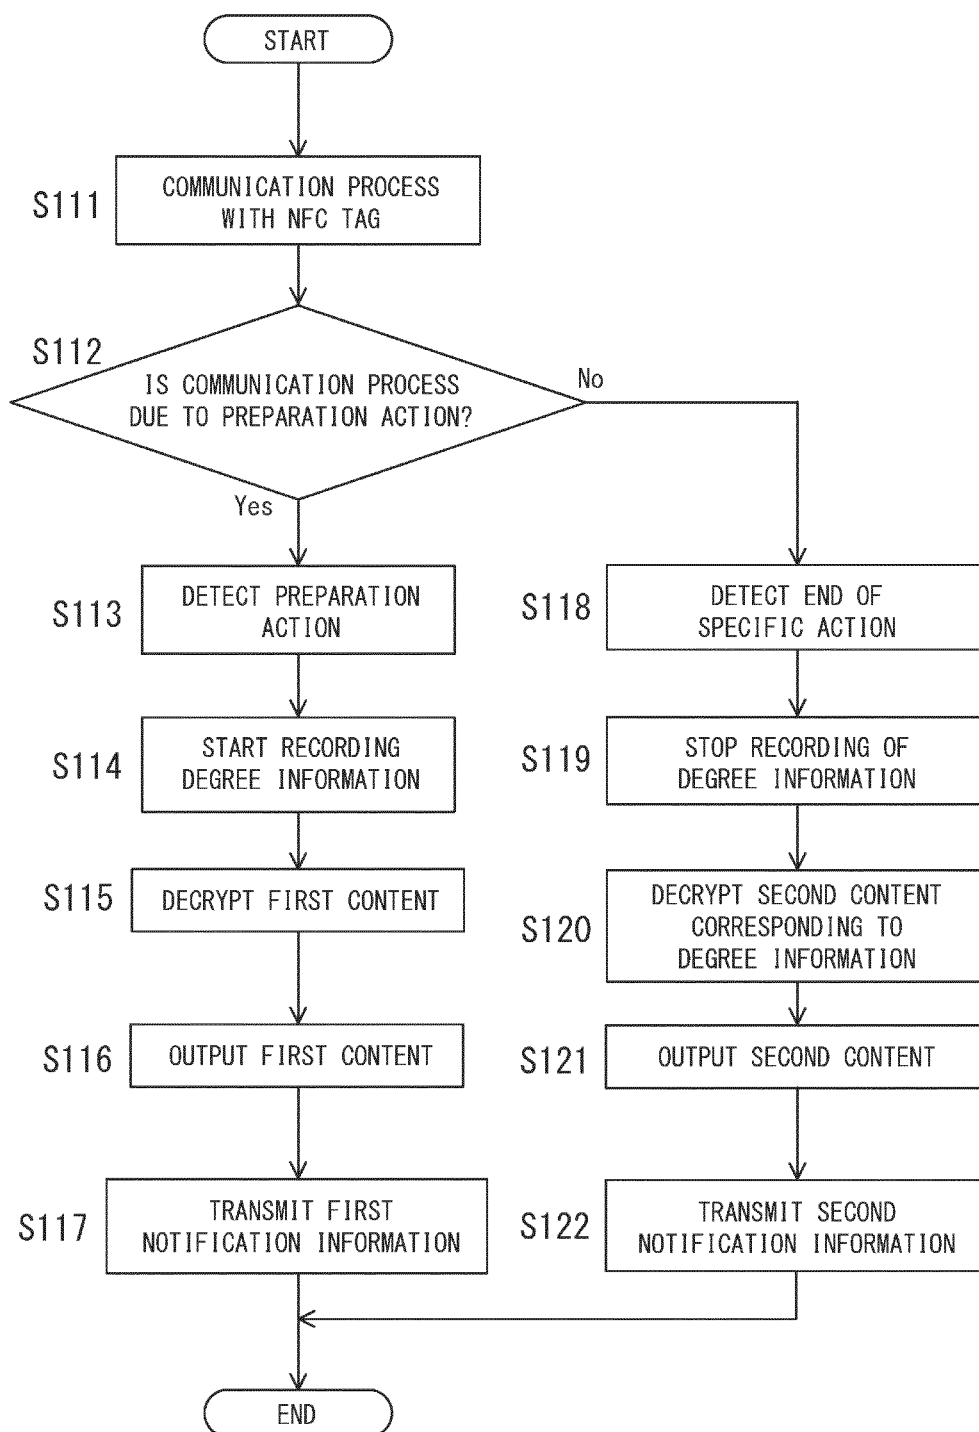 START
S111
COMMUNICATION PROCESS
WITH NFC TAG
S112
IS COMMUNICATION PROCESS
DUE TO PREPARATION ACTION?
No
Yes
S113
DETECT PREPARATION
ACTION
S114
START RECORDING
DEGREE INFORMATION
S115
DECRYPT FIRST CONTENT
S116
OUTPUT FIRST CONTENT
S117
TRANSMIT FIRST
NOTIFICATION INFORMATION
S118
DETECT END OF
SPECIFIC ACTION
S119
STOP RECORDING OF
DEGREE INFORMATION
S120
DECRYPT SECOND CONTENT
CORRESPONDING TO
DEGREE INFORMATION
S121
OUTPUT SECOND CONTENT
S122
TRANSMIT SECOND
NOTIFICATION INFORMATION
END